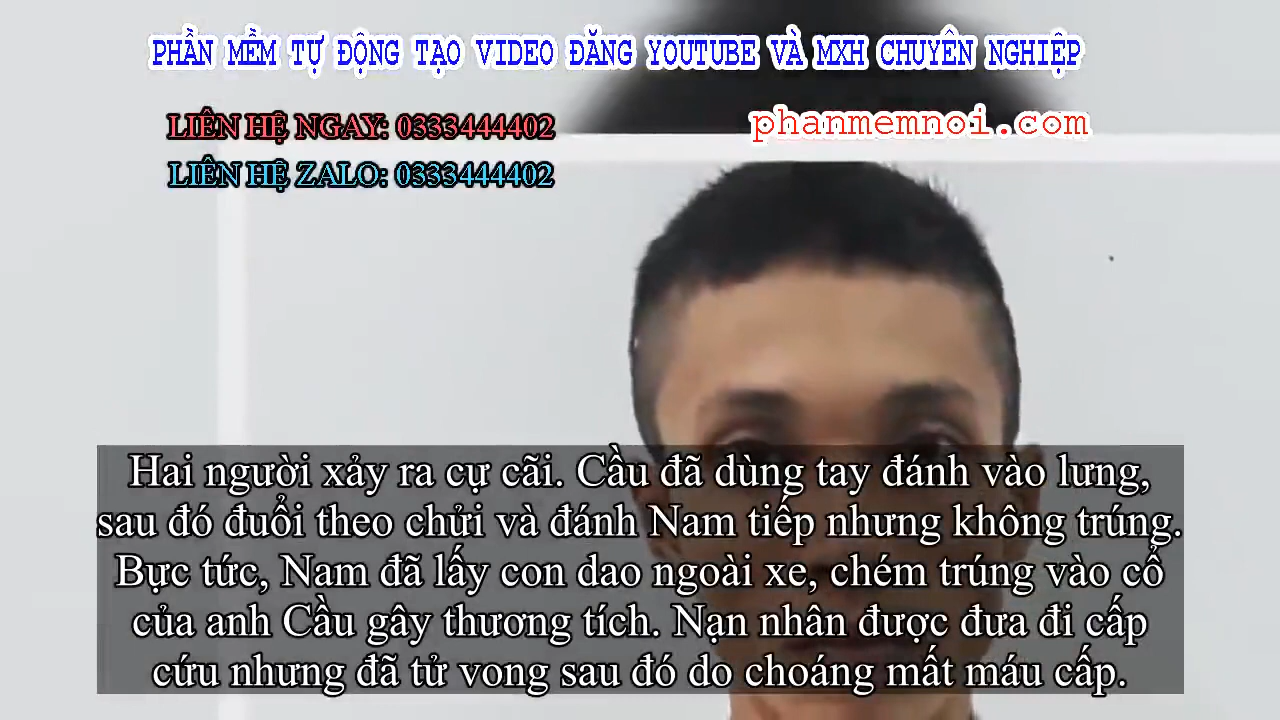 PHẦN MỀM TỰ ĐỘNG TẠO VIDEO ĐĂNG YOUTUBE VÀ MXH CHUYÊN NGHIỆP
LIÊN HỆ NGAY: 0333444402
phanmemnoi.com
LIÊN HỆ ZALO: 0333444402
Hai người xảy ra cự cãi. Cầu đã dùng tay đánh vào lưng,
sau đó đuổi theo chửi và đánh Nam tiếp nhưng không trúng.
Bực tức, Nam đã lấy con dao ngoài xe, chém trúng vào cổ
của anh Cầu gây thương tích. Nạn nhân được đưa đi cấp
cứu nhưng đã tử vong sau đó do choáng mất máu cấp.